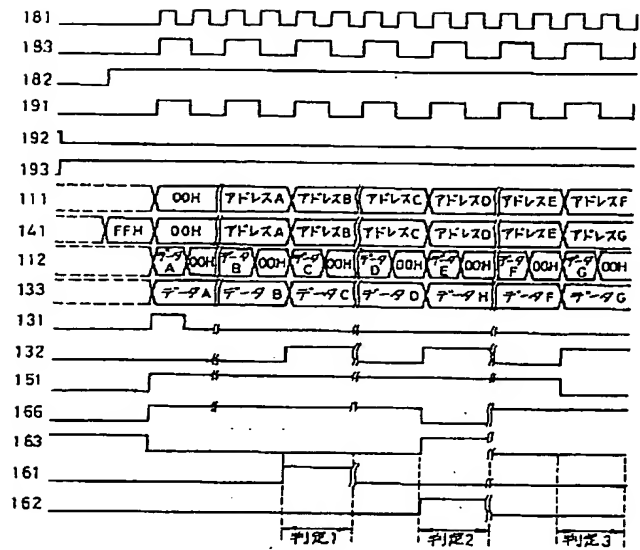 181
183
182
191
192
193
111 00H アドレスA アドレスB アドレスC アドレスD アドレスE アドレスF
141 FFH 00H アドレスA アドレスB アドレスC アドレスD アドレスE アドレスG
112 データA 00H データB 00H データC 00H データD 00H データE 00H データF 00H データG 00H
133 データA データB データC データD データH データF データG
131
132
151
166
163
161
162
判定1 判定2 判定3